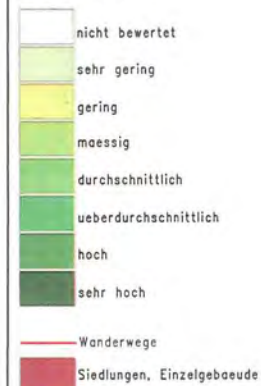 nicht bewertet
sehr gering
gering
maessig
durchschnittlich
ueberdurchschnittlich
hoch
sehr hoch
Wanderwege
Siedlungen, Einzelgebaeude